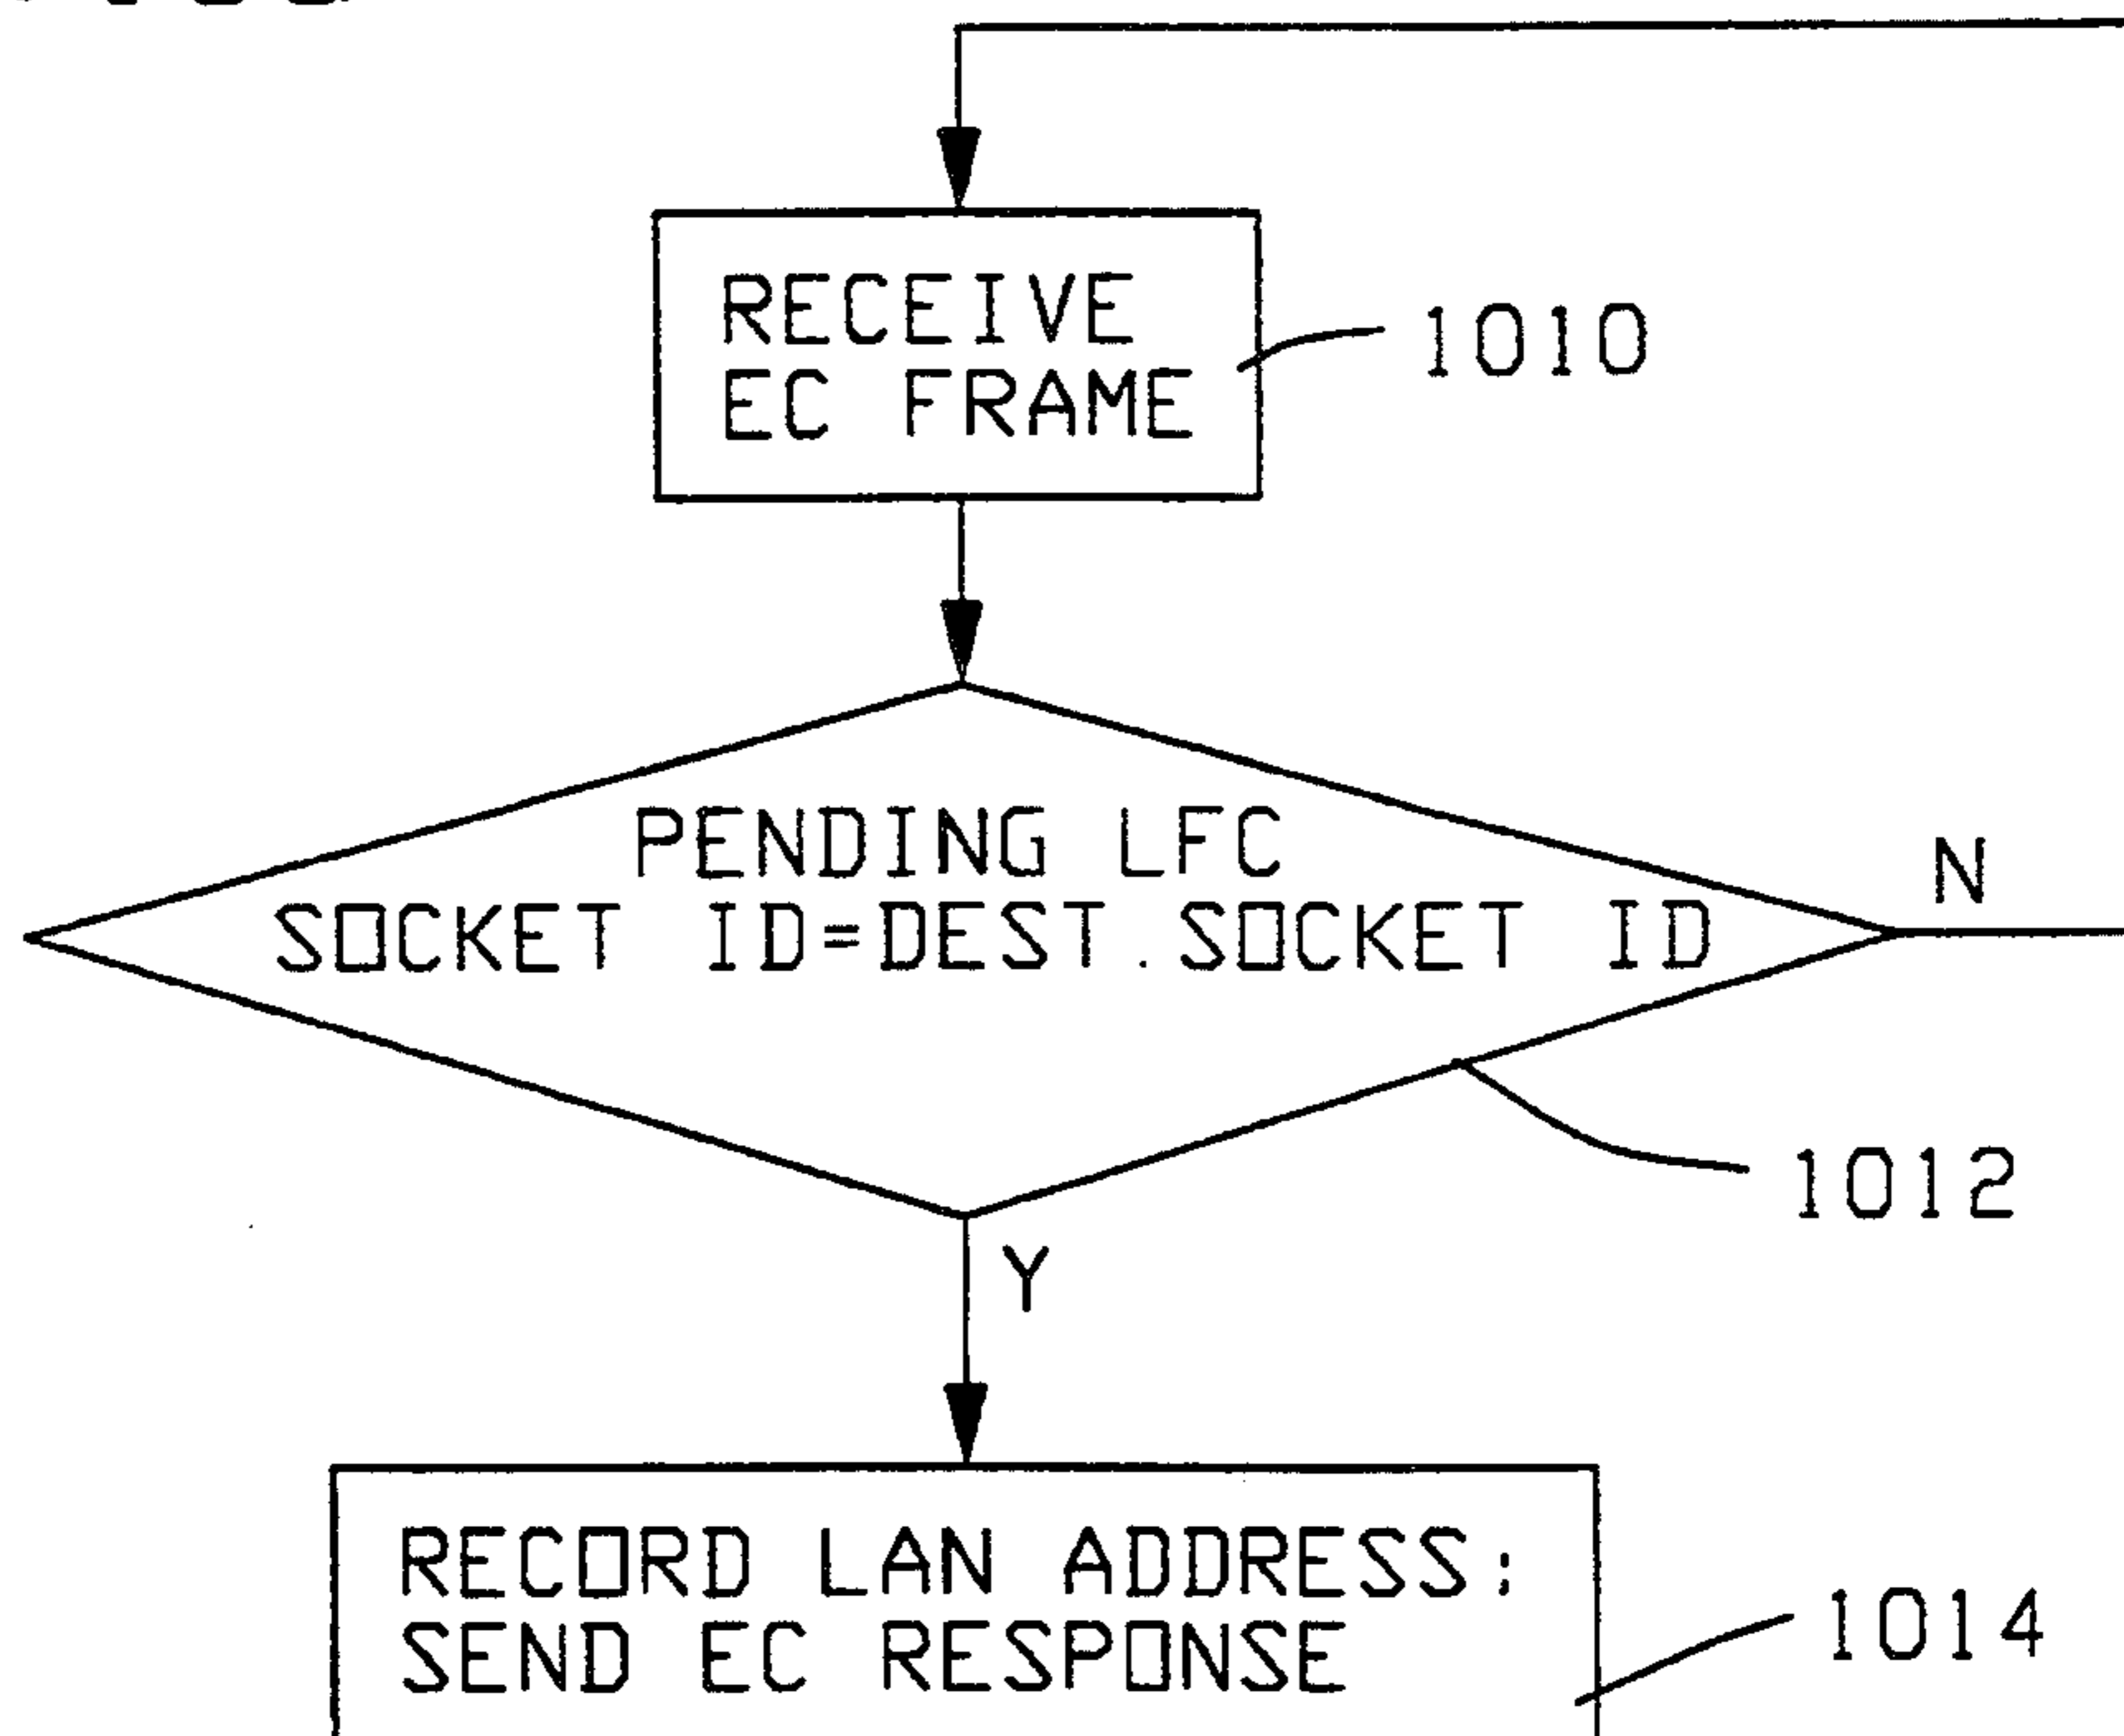 RECEIVE
EC FRAME
1010
PENDING LFC
SOCKET ID=DEST.SOCKET ID
N
1012
Y
RECORD LAN ADDRESS:
SEND EC RESPONSE
1014